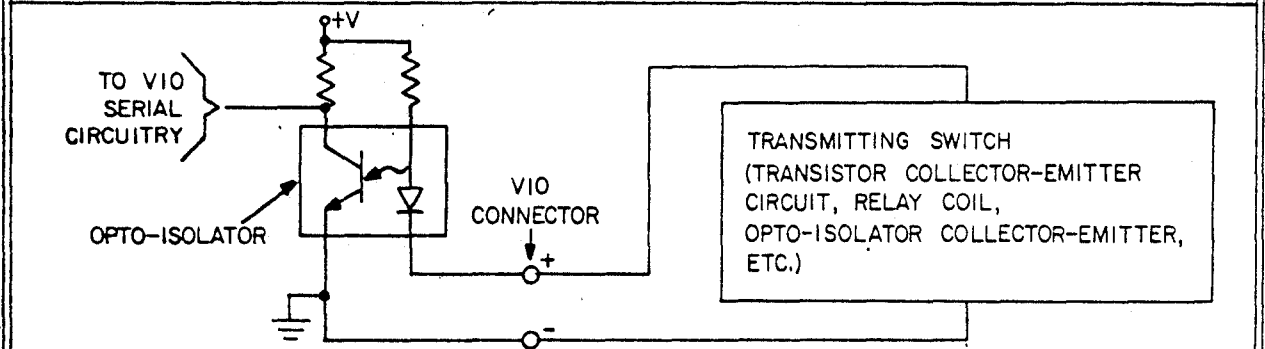 +V
TO VIO
SERIAL
CIRCUITRY
OPTO-ISOLATOR
VIO
CONNECTOR
+
-
TRANSMITTING SWITCH
(TRANSISTOR COLLECTOR-EMITTER
CIRCUIT, RELAY COIL,
OPTO-ISOLATOR COLLECTOR-EMITTER,
ETC.)